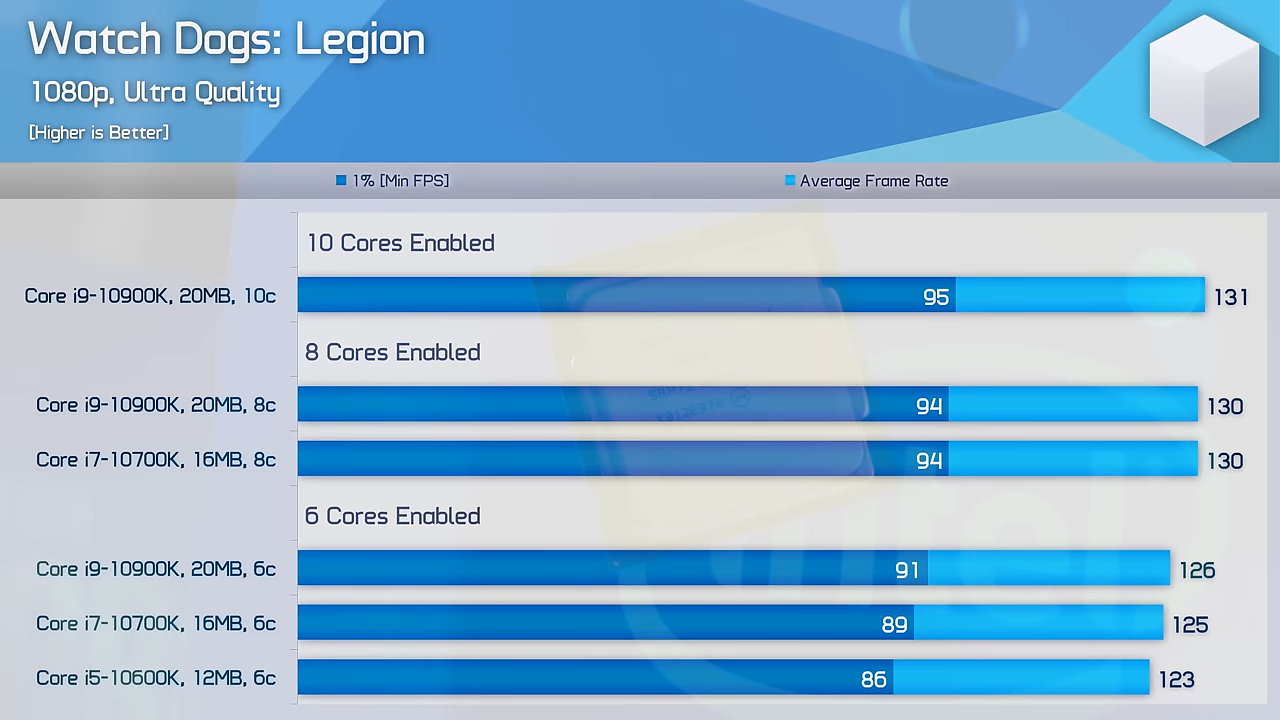 Watch Dogs: Legion
1080p, Ultra Quality
[Higher is Better]
1% [Min FPS]
Average Frame Rate
10 Cores Enabled
Core i9-10900K, 20MB, 10c
95
131
8 Cores Enabled
Core i9-10900K, 20MB, 8c
94
130
Core i7-10700K, 16MB, 8c
94
130
6 Cores Enabled
Core i9-10900K, 20MB, 6c
91
126
Core i7-10700K, 16MB, 6c
89
125
Core i5-10600K, 12MB, 6c
86
123
intel